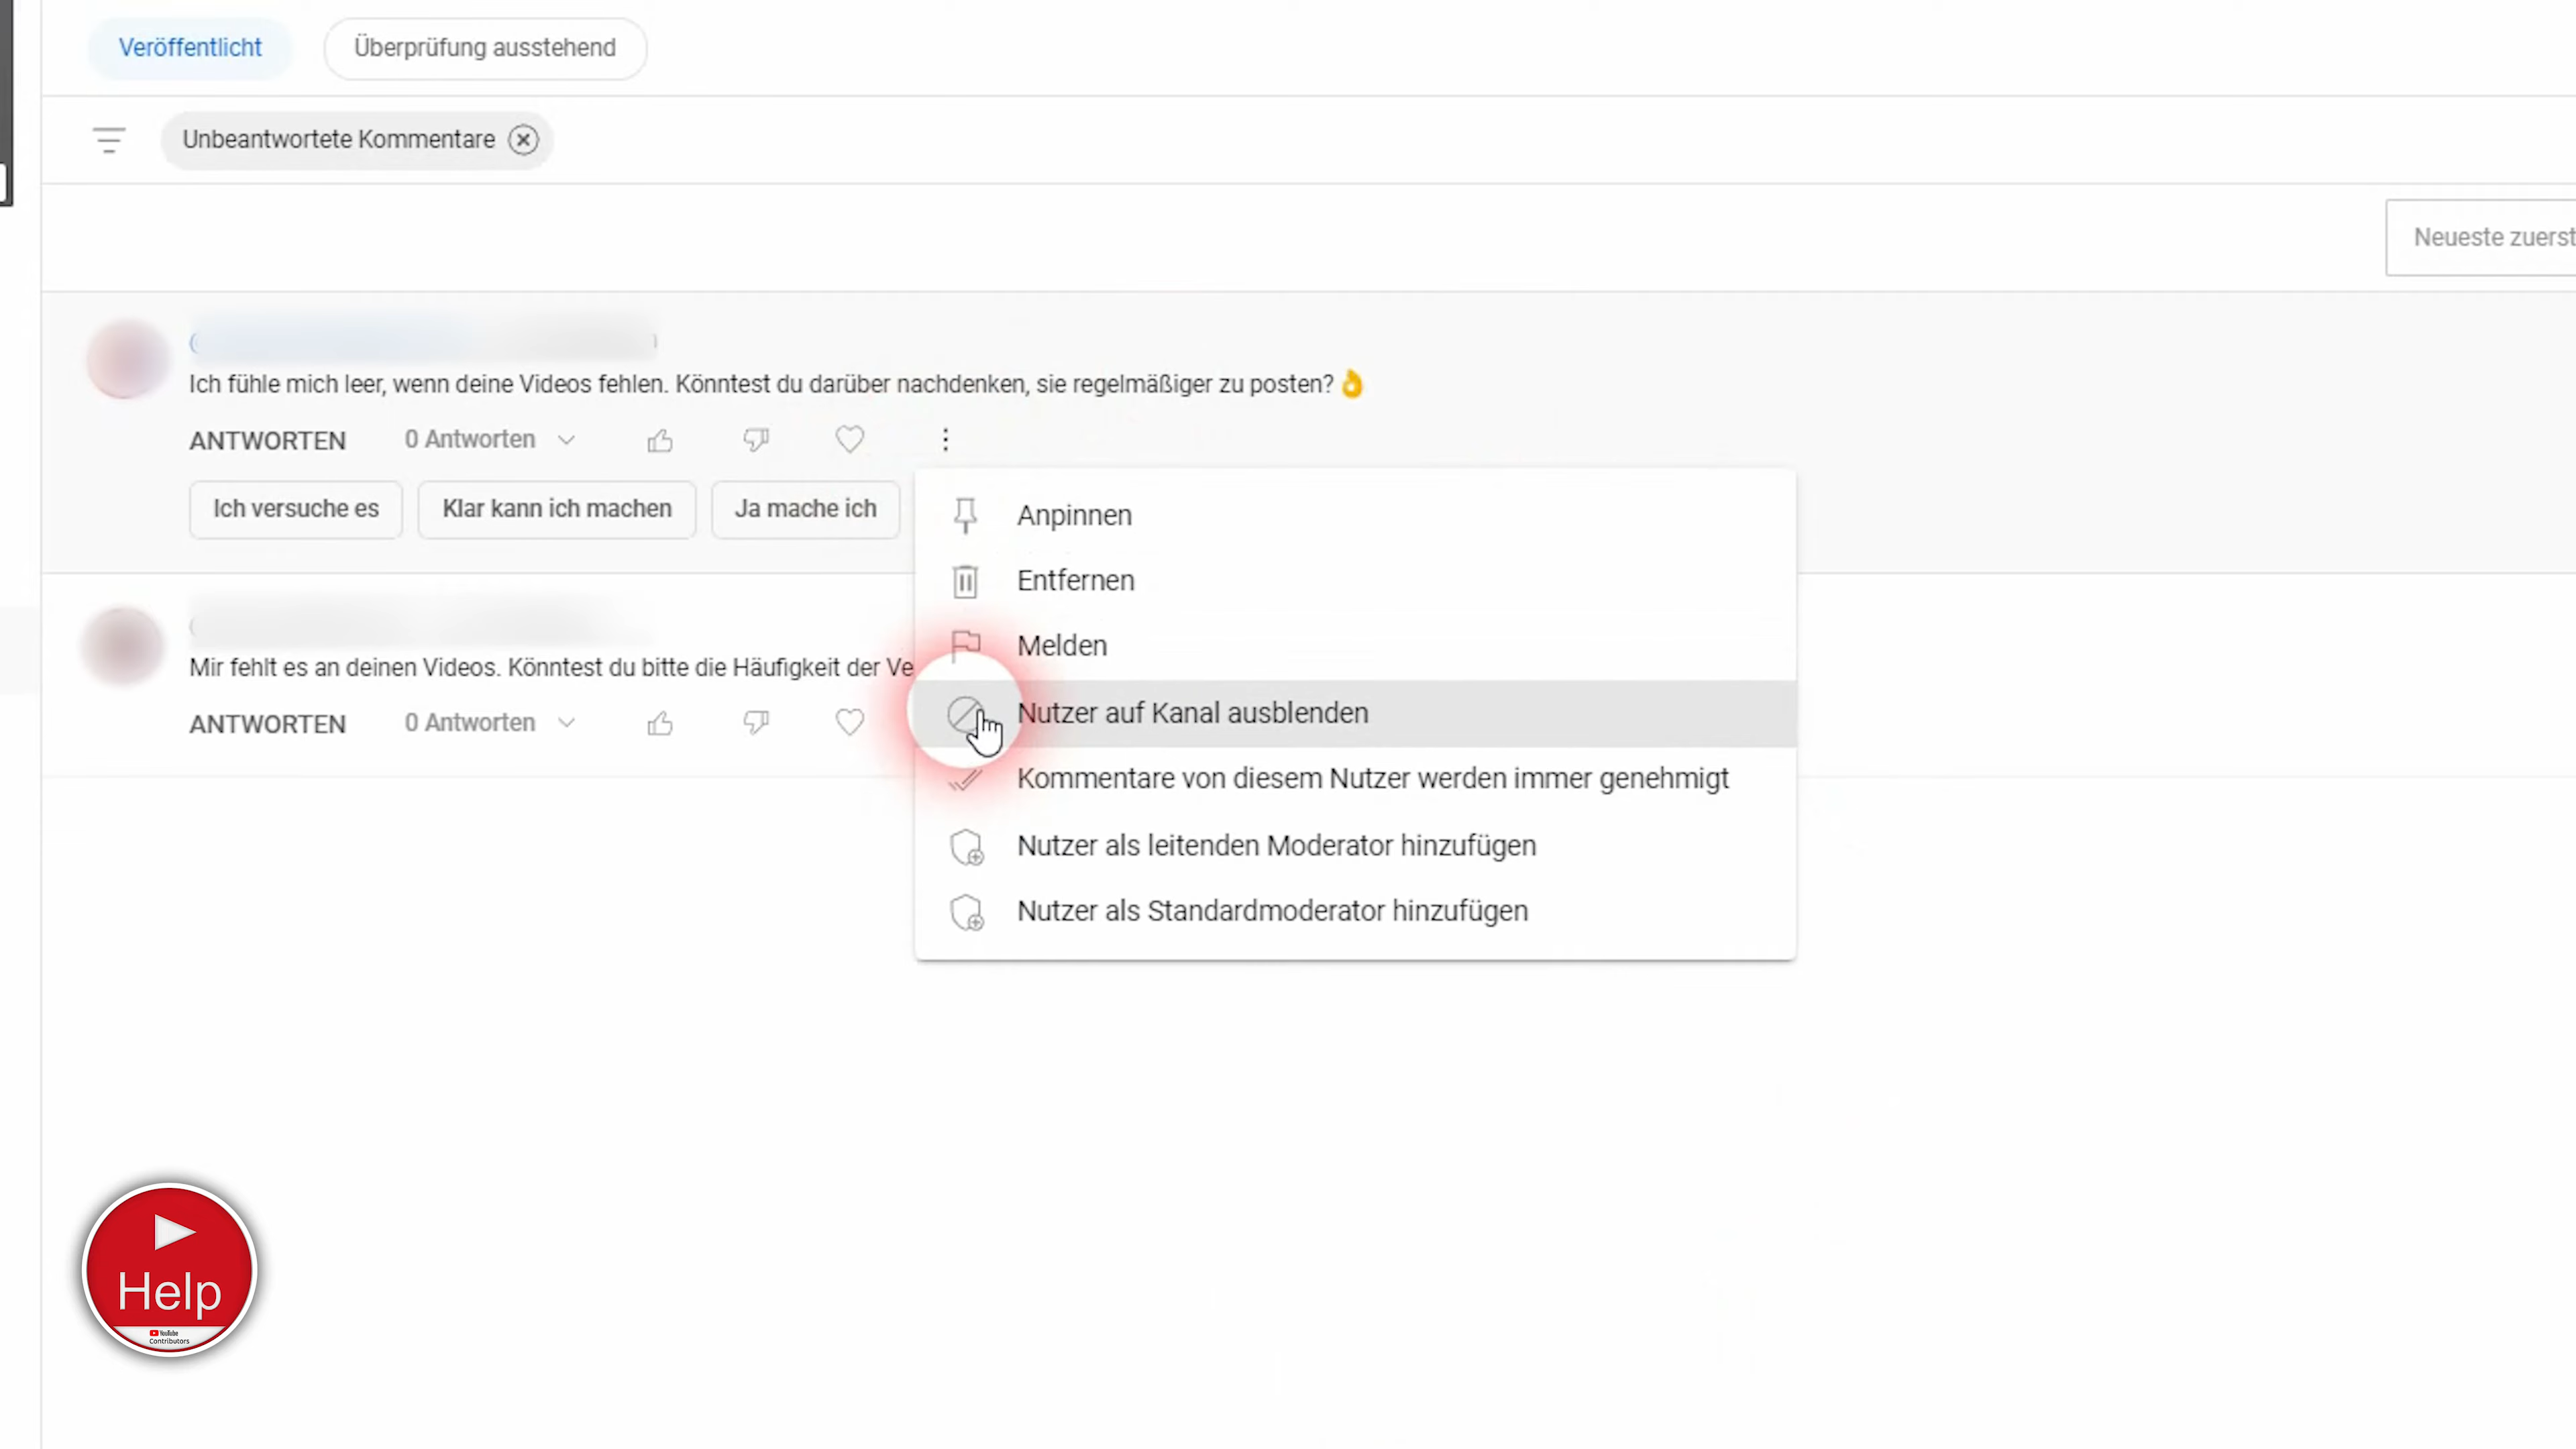 Veröffentlicht
Überprüfung ausstehend
Unbeantwortete Kommentare
Neueste zuerst
Ich fühle mich leer, wenn deine Videos fehlen. Könntest du darüber nachdenken, sie regelmäßiger zu posten?👌
ANTWORTEN 0 Antworten
Ich versuche es
Klar kann ich machen
Ja mache ich
Anpinnen
Entfernen
Melden
Nutzer auf Kanal ausblenden
Kommentare von diesem Nutzer werden immer genehmigt
Nutzer als leitenden Moderator hinzufügen
Nutzer als Standardmoderator hinzufügen
Mir fehlt es an deinen Videos. Könntest du bitte die Häufigkeit der Ve
ANTWORTEN 0 Antworten
Help
YouTube
Contributors